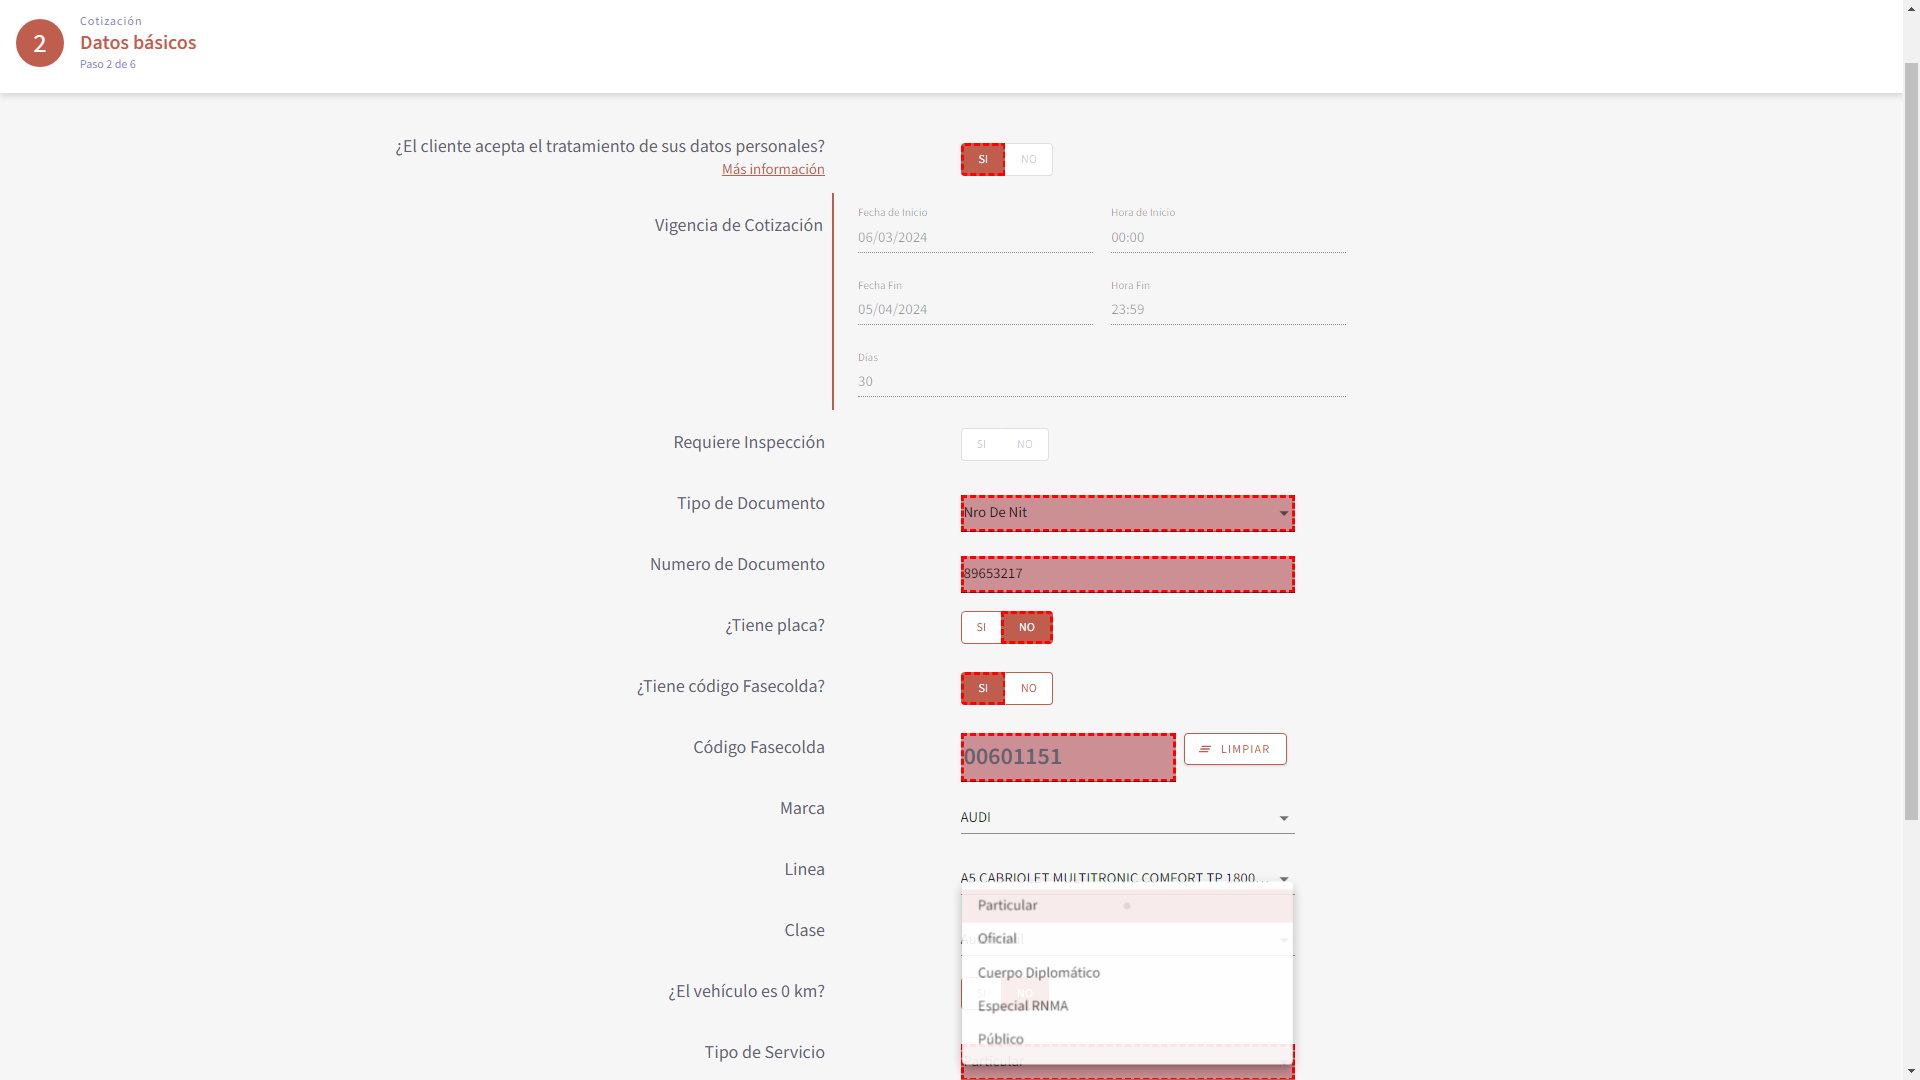 2
Cotización
Datos básicos
Paso 2 de 6
¿El cliente acepta el tratamiento de sus datos personales?
Más información
SI NO
Vigencia de Cotización
Fecha de Inicio
06/03/2024
Hora de Inicio
00:00
Fecha Fin
05/04/2024
Hora Fin
23:59
Días
30
Requiere Inspección
SI NO
Tipo de Documento
Nro De Nit
Numero de Documento
89653217
¿Tiene placa?
SI NO
¿Tiene código Fasecolda?
SI NO
Código Fasecolda
00601151
LIMPIAR
Marca
AUDI
Linea
A5 CABRIOLET MULTITRONIC COMFORT TP 1800...
Particular
Clase
Oficial
Cuerpo Diplomático
¿El vehículo es 0 km?
SI NO
Especial RNMA
Público
Tipo de Servicio
Particular